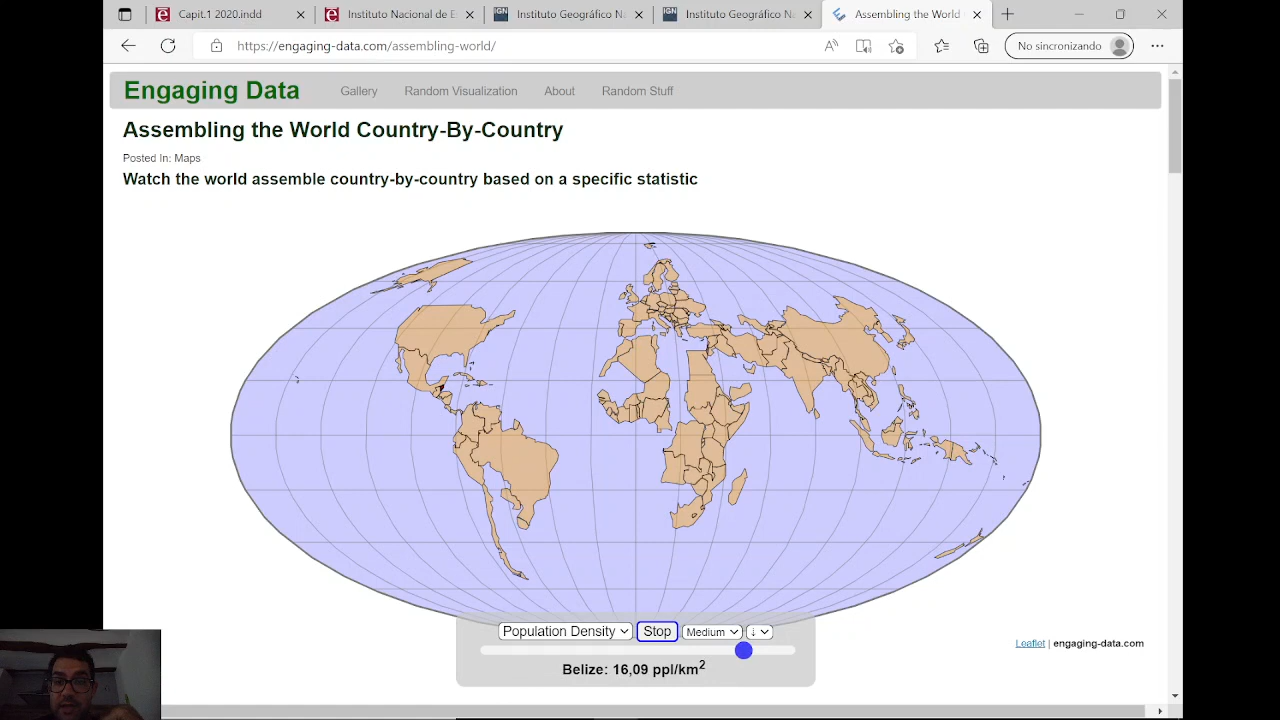 Capit.1 2020.indd
Instituto Nacional de E
Instituto Geográfico Na
Instituto Geográfico Na
Assembling the World
https://engaging-data.com/assembling-world/
No sincronizando
Engaging Data
Gallery
Random Visualization
About
Random Stuff
Assembling the World Country-By-Country
Posted In: Maps
Watch the world assemble country-by-country based on a specific statistic
Population Density
Stop
Medium
↓
Belize: 16,09 ppl/km²
Leaflet | engaging-data.com